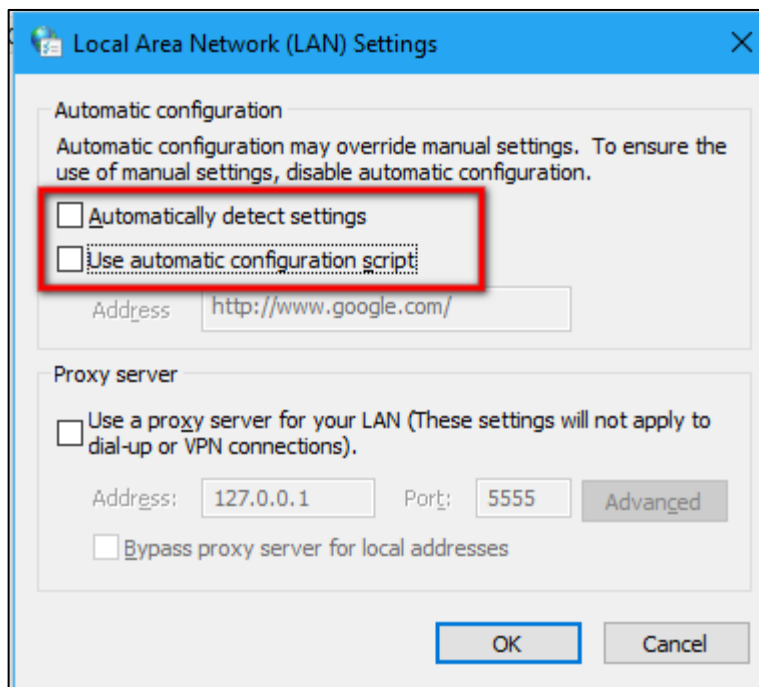 Local Area Network (LAN) Settings
Automatic configuration
Automatic configuration may override manual settings. To ensure the
use of manual settings, disable automatic configuration.
Automatically detect settings
Use automatic configuration script
Address http://www.google.com/
Proxy server
Use a proxy server for your LAN (These settings will not apply to
dial-up or VPN connections).
Address: 127.0.0.1 Port: 5555 Advanced
Bypass proxy server for local addresses
OK Cancel